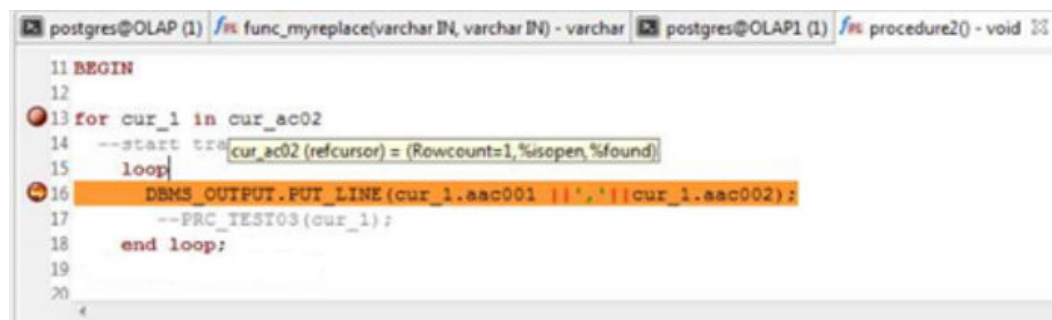 postgres@OLAP (1) func_myreplace(varchar IN, varchar IN) - varchar postgres@OLAP1 (1) procedure2() - void
11 BEGIN
12
13 for cur_1 in cur_ac02
14 --start tra
cur_ac02 (refcursor) = (Rowcount=1,%isopen,%found)
15 loop
16 DBMS_OUTPUT.PUT_LINE(cur_1.aac001 ||','||cur_1.aac002);
17 --PRC_TEST03(cur_1);
18 end loop;
19
20